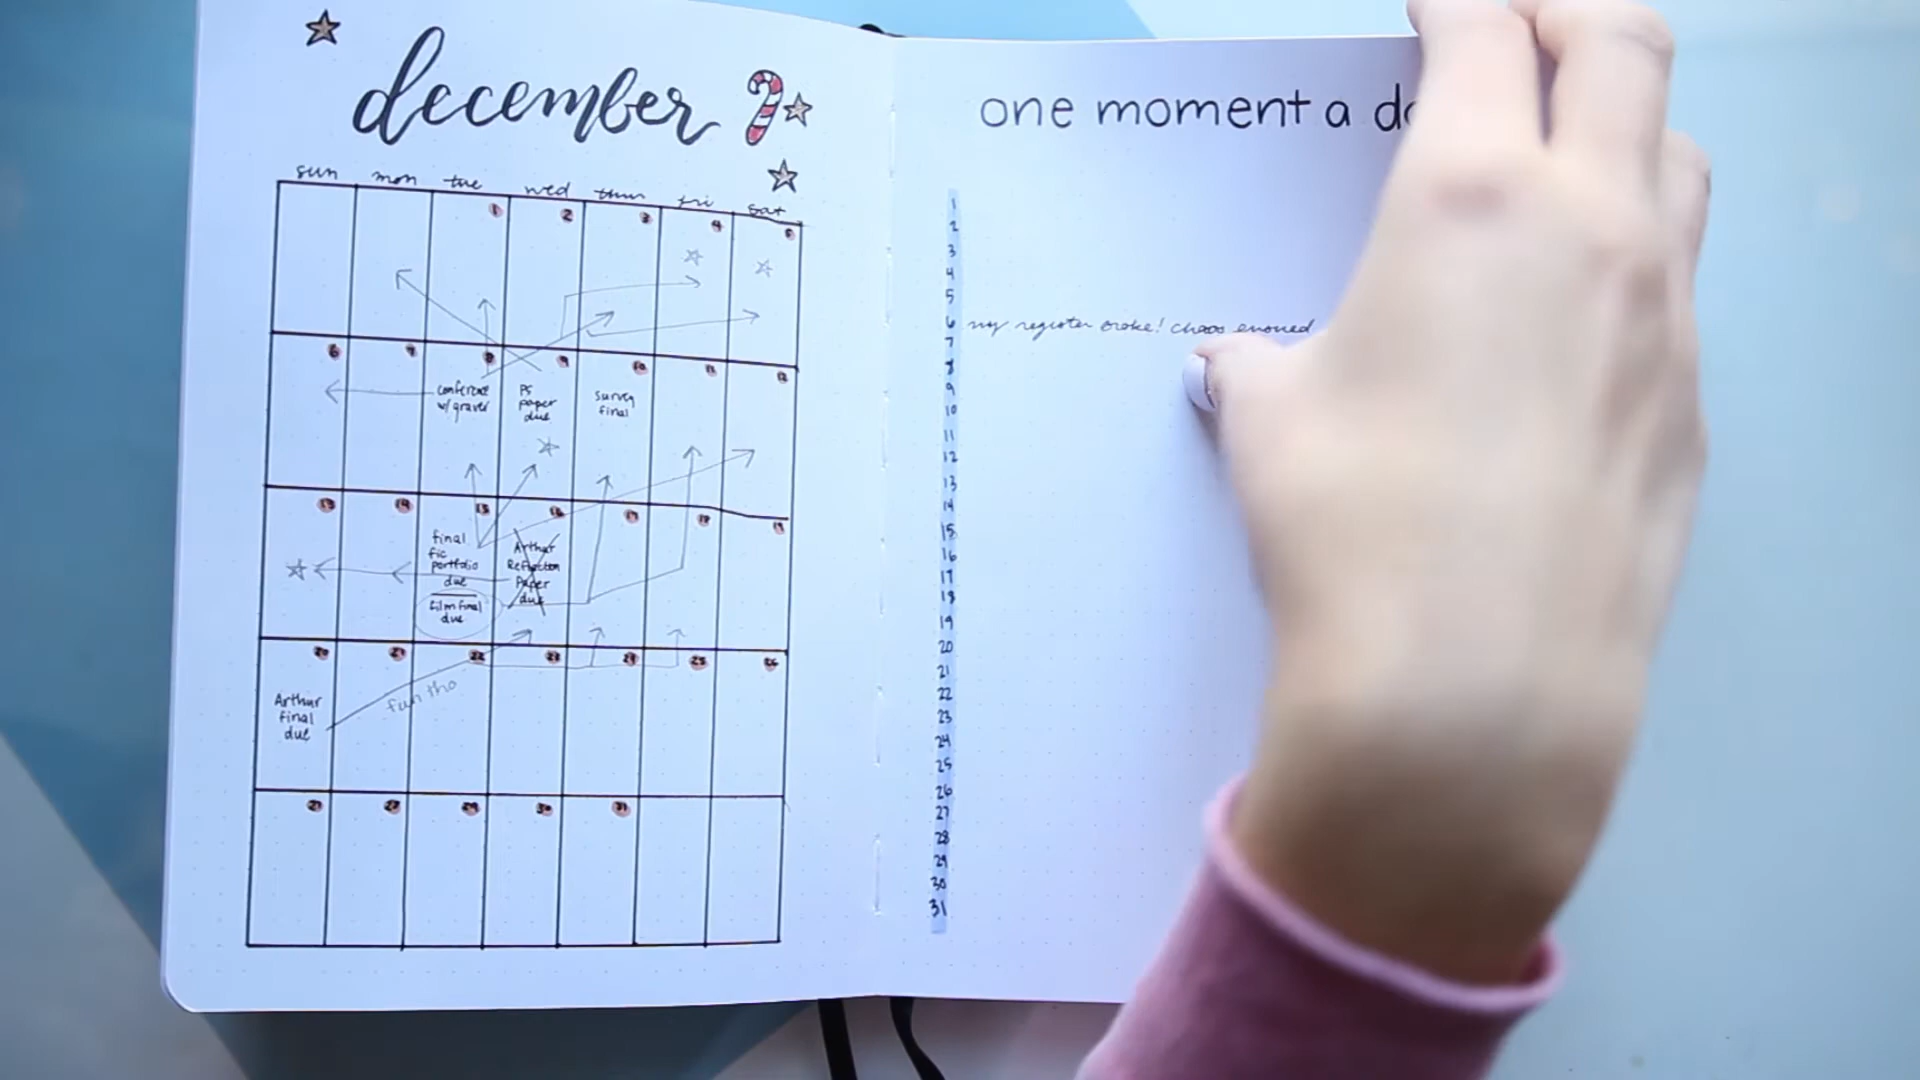 december
sun mon tue wed thur fri sat
1 2 3 4 5
6 7 8 9 10 11 12
conference
w/ graver
PS
paper
due
survey
final
13 14 15 16 17 18 19
final
fic
portfolio
due
film final
due
Arthur
Reflection
Paper
due
20 21 22 23 24 25 26
Arthur
final
due
fun tho
27 28 29 30 31
one moment a
1
2
3
4
5
6 my register broke! chaos ensued
7
8
9
10
11
12
13
14
15
16
17
18
19
20
21
22
23
24
25
26
27
28
29
30
31